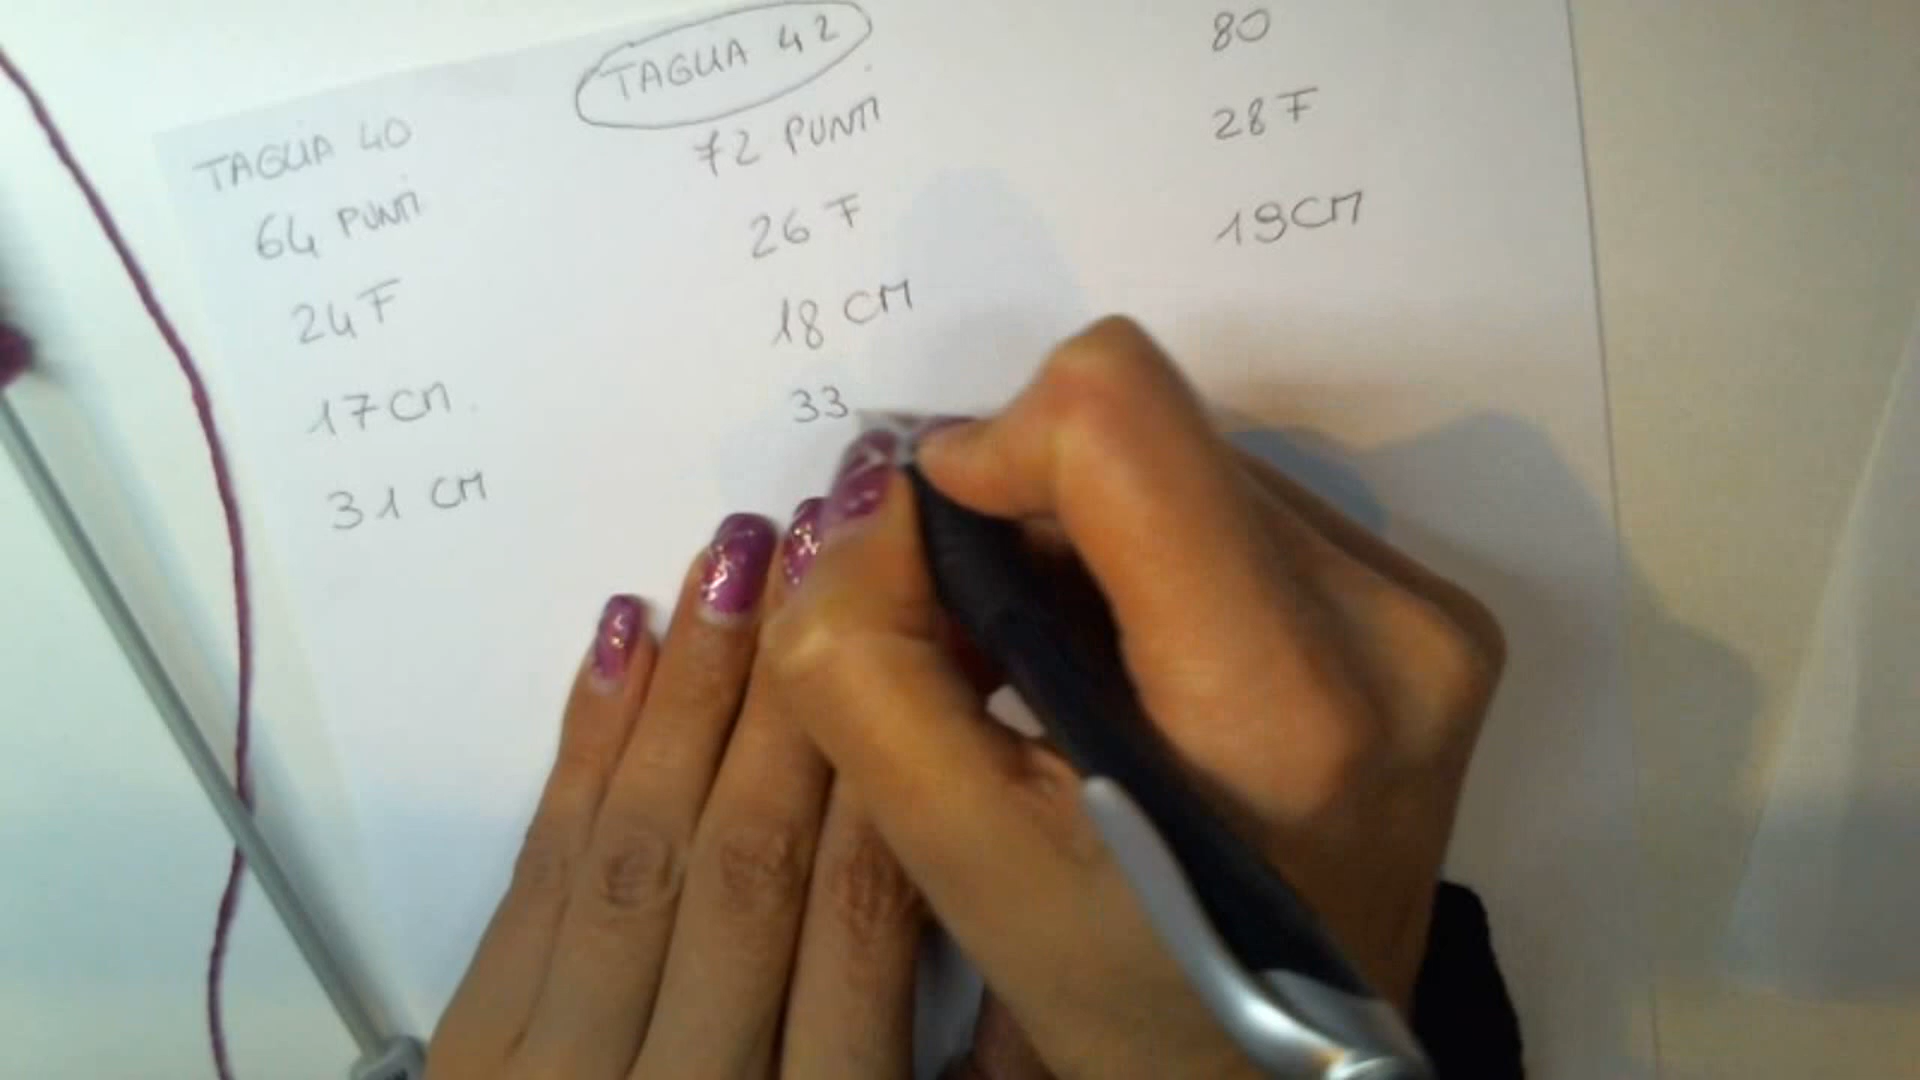 TAGLIA 40
64 PUNTI
24 F
17 CM
31 CM
TAGLIA 42
72 PUNTI
26 F
18 CM
33
80
28 F
19 CM